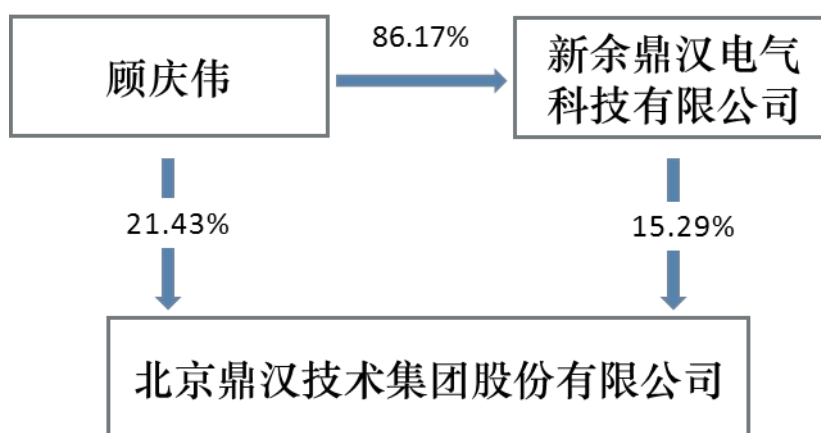 86.17%
顾庆伟
新余鼎汉电气
科技有限公司
21.43%
15.29%
北京鼎汉技术集团股份有限公司